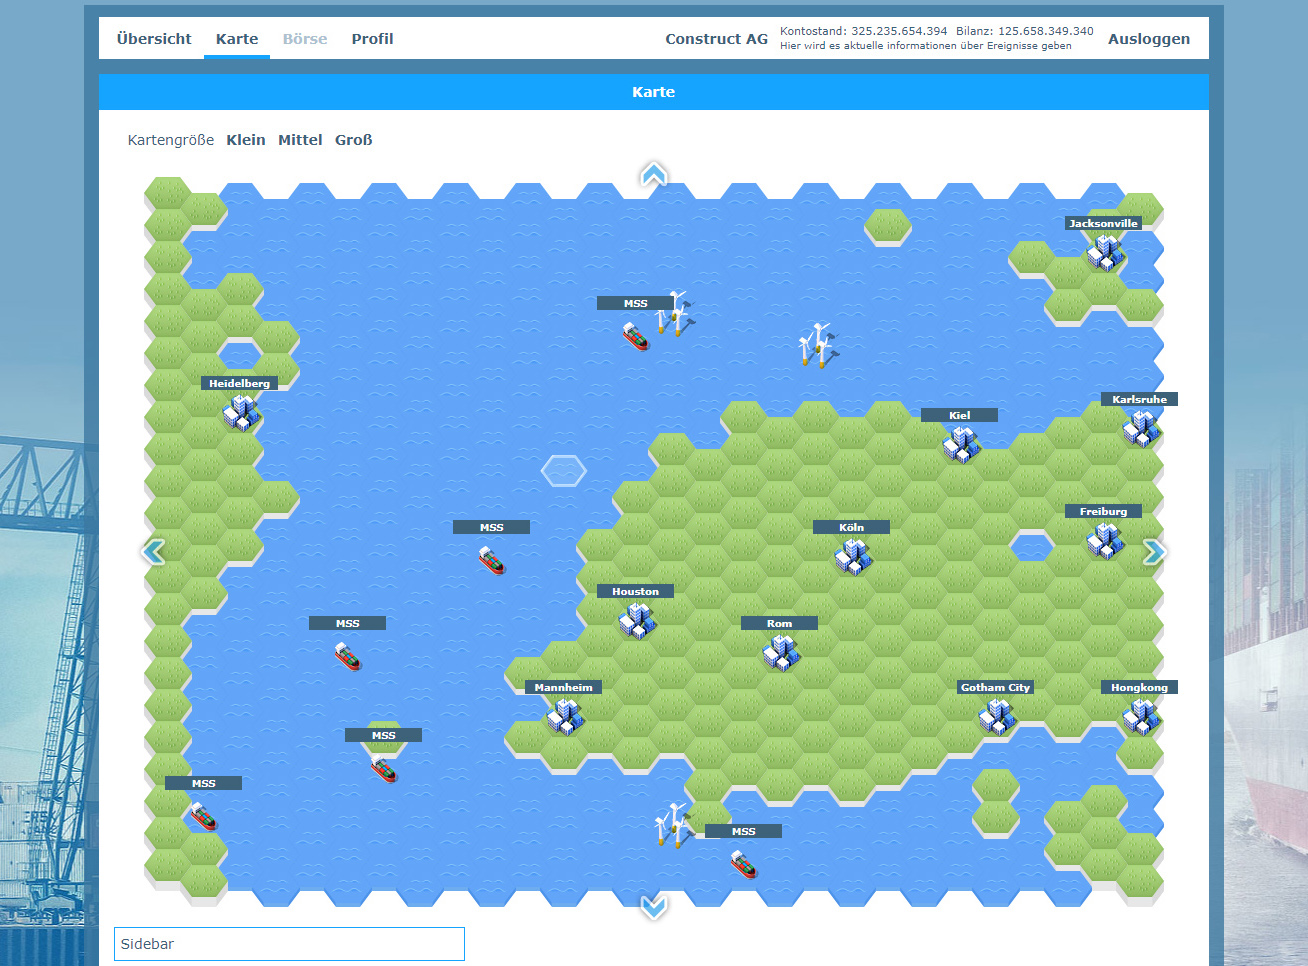 Übersicht Karte Börse Profil Construct AG Kontostand: 325.235.654.394 Bilanz: 125.658.349.340 Ausloggen
Hier wird es aktuelle informationen über Ereignisse geben
Karte
Kartengröße Klein Mittel Groß
Jacksonville
MSS
Heidelberg
Karlsruhe
Kiel
Freiburg
MSS
Köln
Houston
MSS
Rom
Mannheim
Gotham City
Hongkong
MSS
MSS
MSS
Sidebar